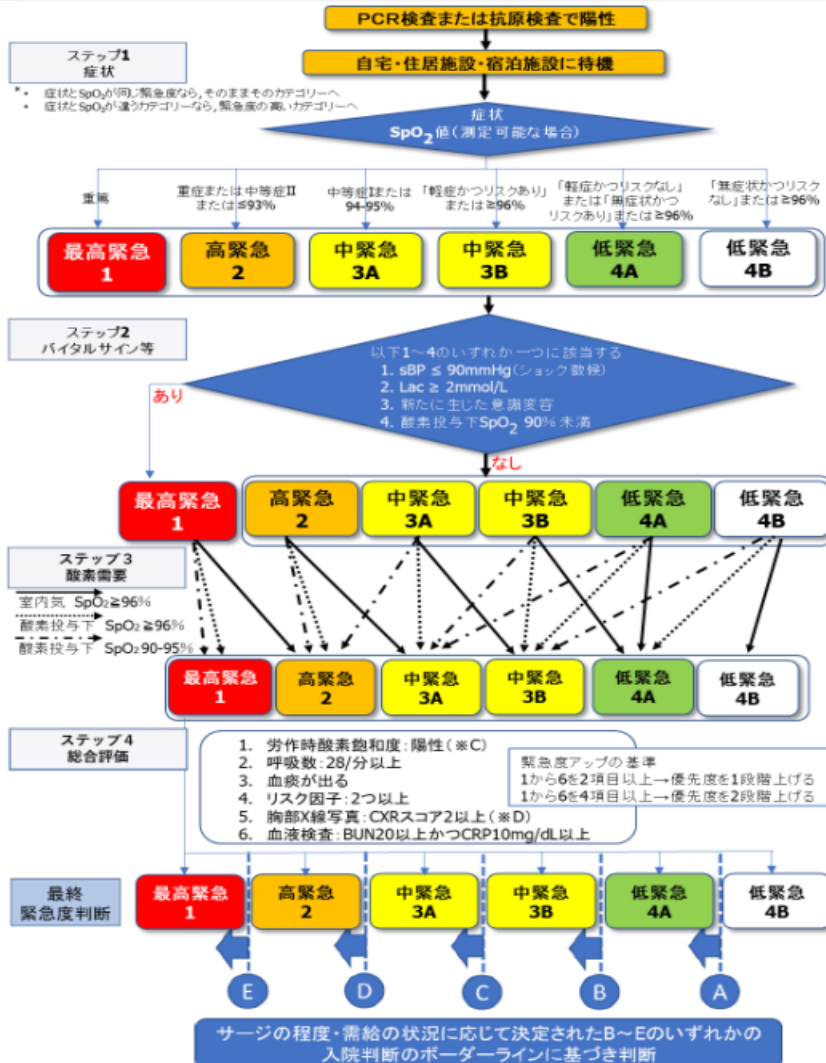 PCR検査または抗原検査で陽性
自宅・住居施設・宿泊施設に待機
ステップ1
症状
* • 症状とSpO₂が同じ緊急度なら,そのままそのカテゴリーへ
• 症状とSpO₂が違うカテゴリーなら,緊急度の高いカテゴリーへ
症状
SpO₂値(測定可能な場合)
重篤
重症または中等症II
または≦93%
中等症Iまたは
94-95%
「軽症かつリスクあり」
または≧96%
「軽症かつリスクなし」
または「無症状かつ
リスクあり」または≧96%
「無症状かつリスク
なし」または≧96%
最高緊急
1
高緊急
2
中緊急
3A
中緊急
3B
低緊急
4A
低緊急
4B
ステップ2
バイタルサイン等
以下1～4のいずれか一つに該当する
1. sBP ≤ 90mmHg(ショック徴候)
2. Lac ≥ 2mmol/L
3. 新たに生じた意識変容
4. 酸素投与下SpO₂ 90%未満
あり
なし
最高緊急
1
高緊急
2
中緊急
3A
中緊急
3B
低緊急
4A
低緊急
4B
ステップ3
酸素需要
室内気 SpO₂≧96%
酸素投与下 SpO₂≧96%
酸素投与下 SpO₂90-95%
最高緊急
1
高緊急
2
中緊急
3A
中緊急
3B
低緊急
4A
低緊急
4B
ステップ4
総合評価
1. 労作時酸素飽和度:陽性(※C)
2. 呼吸数:28/分以上
3. 血痰が出る
4. リスク因子:2つ以上
5. 胸部X線写真:CXRスコア2以上(※D)
6. 血液検査:BUN20以上かつCRP10mg/dL以上
緊急度アップの基準
1から6を2項目以上→優先度を1段階上げる
1から6を4項目以上→優先度を2段階上げる
最終
緊急度判断
最高緊急
1
高緊急
2
中緊急
3A
中緊急
3B
低緊急
4A
低緊急
4B
E
D
C
B
A
サージの程度・需給の状況に応じて決定されたB～Eのいずれかの
入院判断のボーダーラインに基づき判断